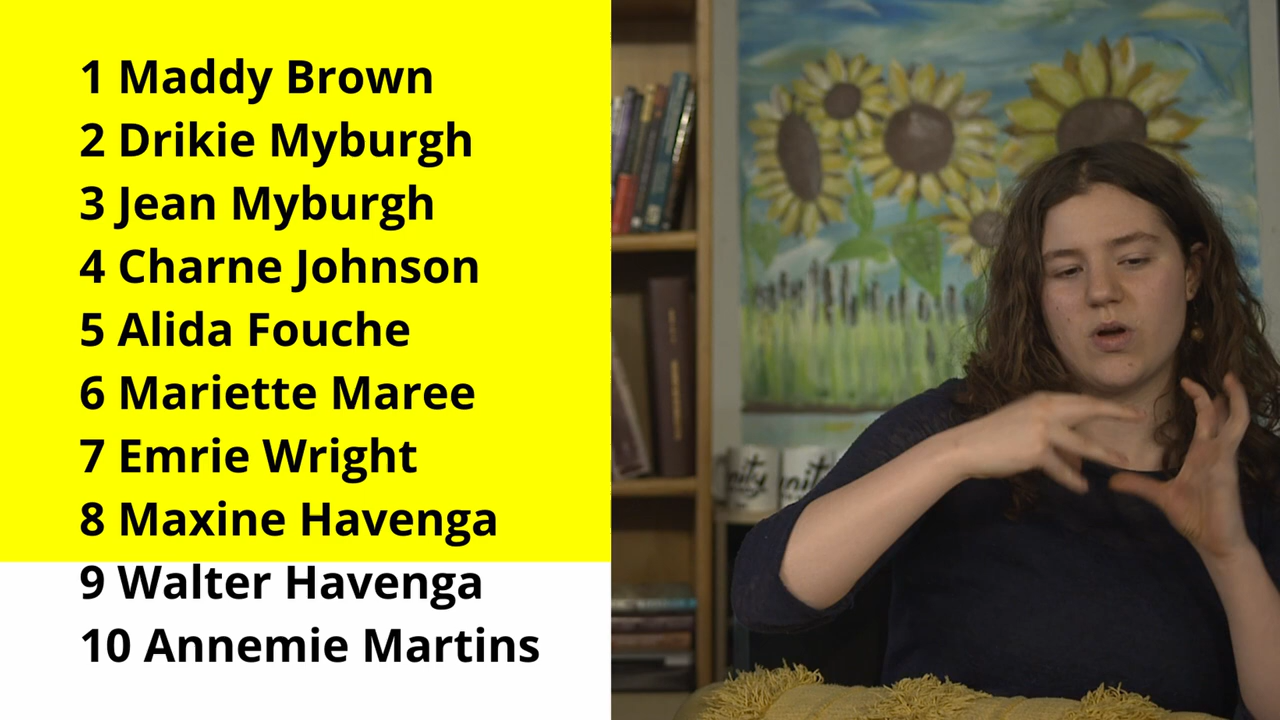 1 Maddy Brown
2 Drikie Myburgh
3 Jean Myburgh
4 Charne Johnson
5 Alida Fouche
6 Mariette Maree
7 Emrie Wright
8 Maxine Havenga
9 Walter Havenga
10 Annemie Martins